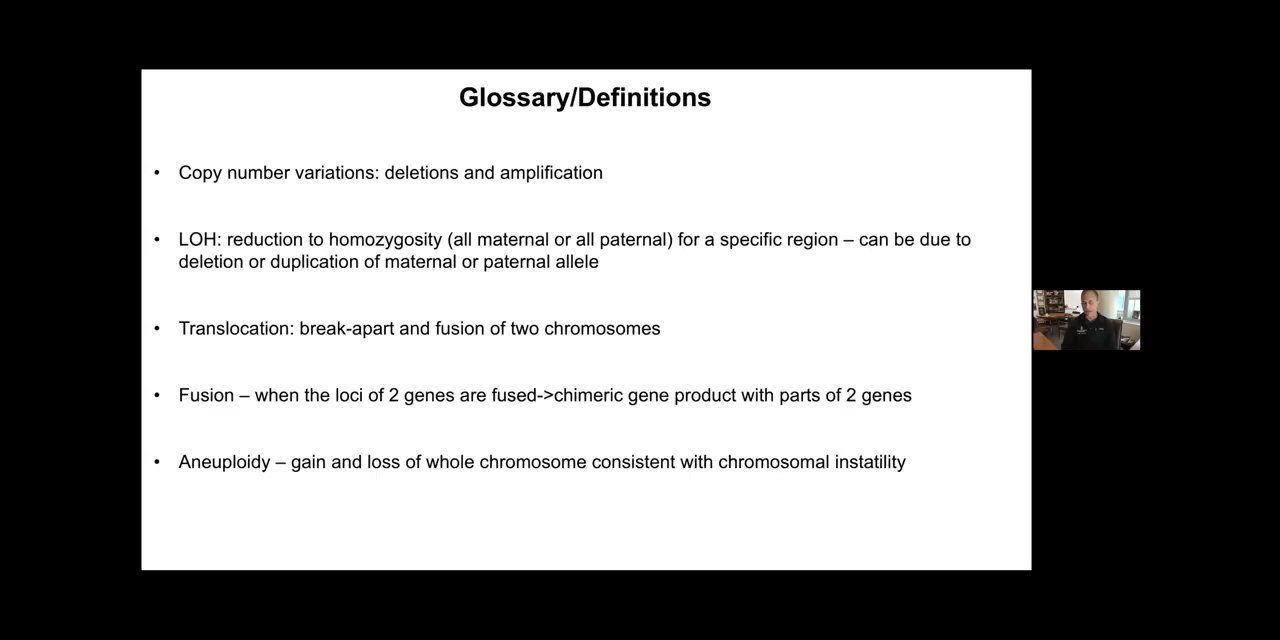 Glossary/Definitions
• Copy number variations: deletions and amplification
• LOH: reduction to homozygosity (all maternal or all paternal) for a specific region – can be due to
deletion or duplication of maternal or paternal allele
• Translocation: break-apart and fusion of two chromosomes
• Fusion – when the loci of 2 genes are fused->chimeric gene product with parts of 2 genes
• Aneuploidy – gain and loss of whole chromosome consistent with chromosomal instatility